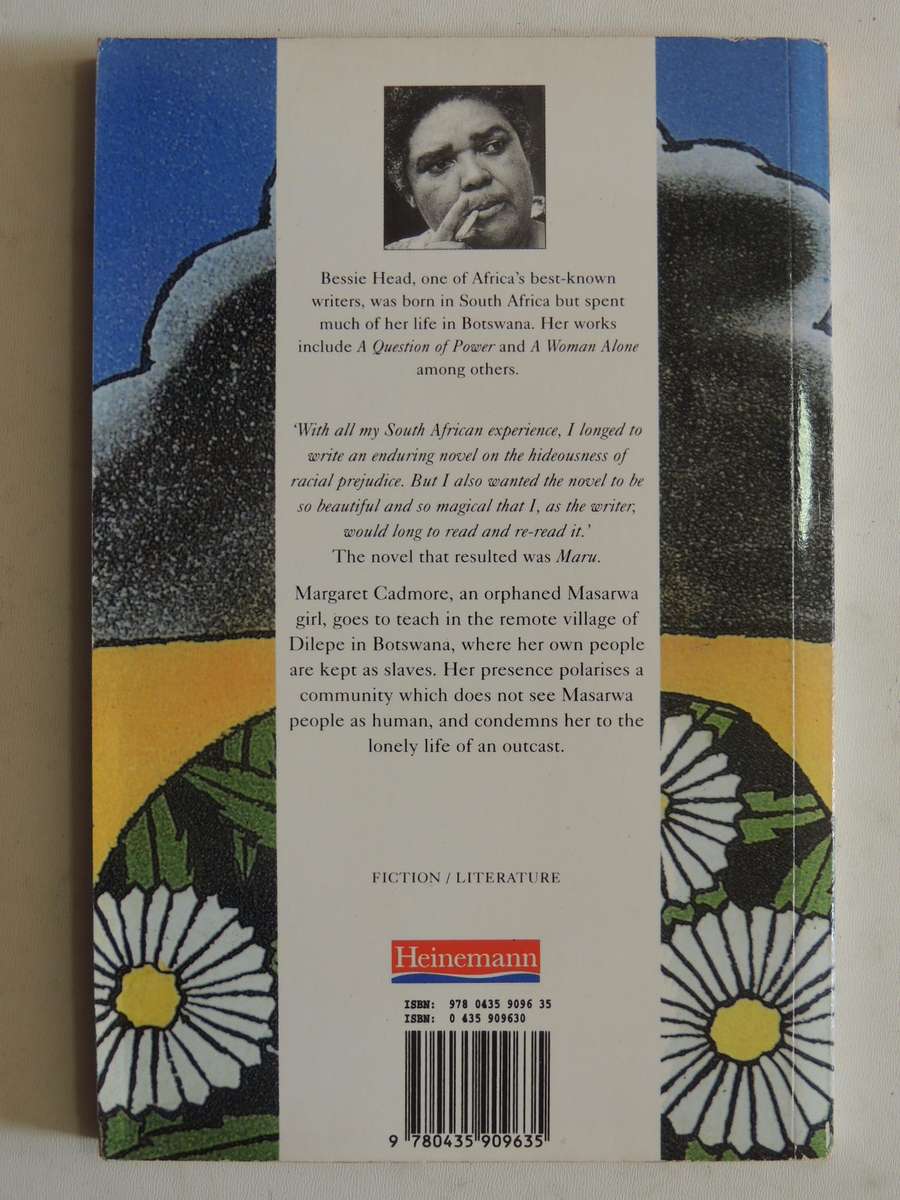 Bessie Head, one of Africa's best-known
writers, was born in South Africa but spent
much of her life in Botswana. Her works
include A Question of Power and A Woman Alone
among others.
‘With all my South African experience, I longed to
write an enduring novel on the hideousness of
racial prejudice. But I also wanted the novel to be
so beautiful and so magical that I, as the writer,
would long to read and re-read it.’
The novel that resulted was Maru.
Margaret Cadmore, an orphaned Masarwa
girl, goes to teach in the remote village of
Dilepe in Botswana, where her own people
are kept as slaves. Her presence polarises a
community which does not see Masarwa
people as human, and condemns her to the
lonely life of an outcast.
FICTION / LITERATURE
Heinemann
ISBN: 978 0435 9096 35
ISBN: 0 435 909630
9 780435 909635